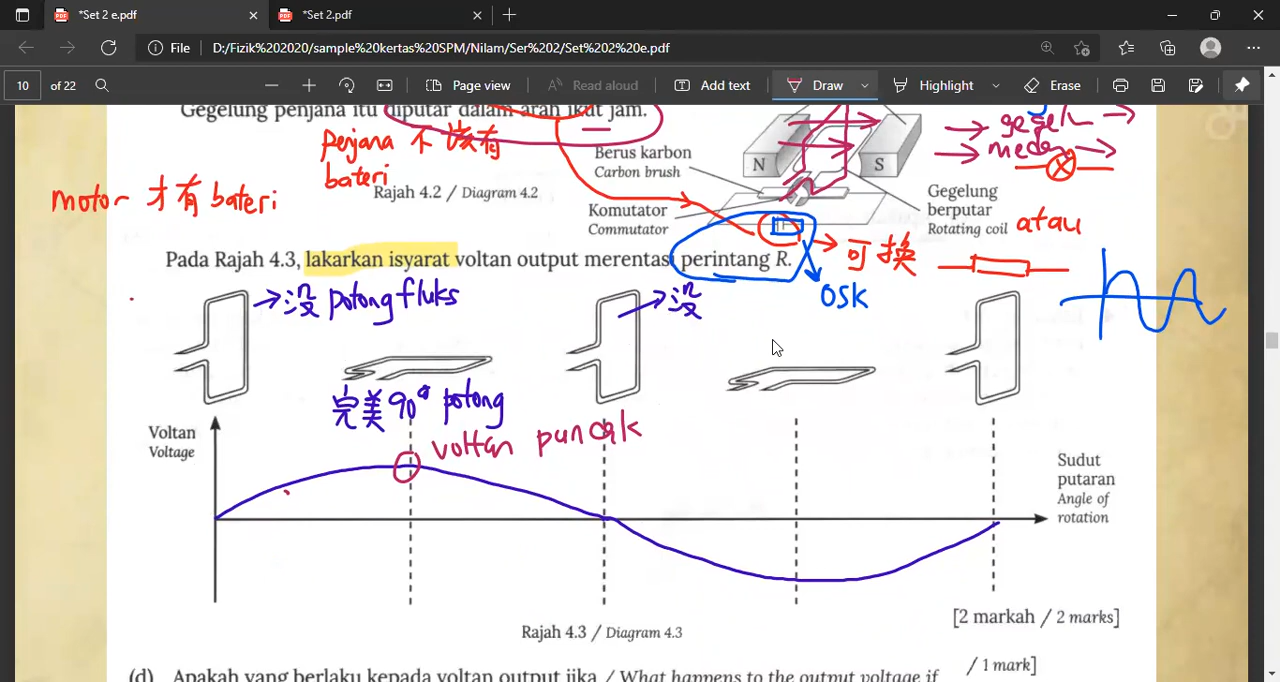 *Set 2 e.pdf
*Set 2.pdf
File
D:/Fizik%202020/sample%20kertas%20SPM/Nilam/Ser%202/Set%202%20e.pdf
10 of 22
Page view
Read aloud
Add text
Draw
Highlight
Erase
Gegelung penjana itu diputar dalam arah ikut jam.
Penjana 不该有
bateri
motor 才有 bateri
Rajah 4.2 / Diagram 4.2
Berus karbon
Carbon brush
Komutator
Commutator
N
S
Gegelung
berputar
Rotating coil
atau
可换
OSK
Pada Rajah 4.3, lakarkan isyarat voltan output merentas perintang R.
没 potong fluks
没
完美 90° potong
voltan puncak
Voltan
Voltage
Sudut
putaran
Angle of
rotation
[2 markah / 2 marks]
Rajah 4.3 / Diagram 4.3
/ 1 mark]
(d) Apakah yang berlaku kepada voltan output jika / What happens to the output voltage if